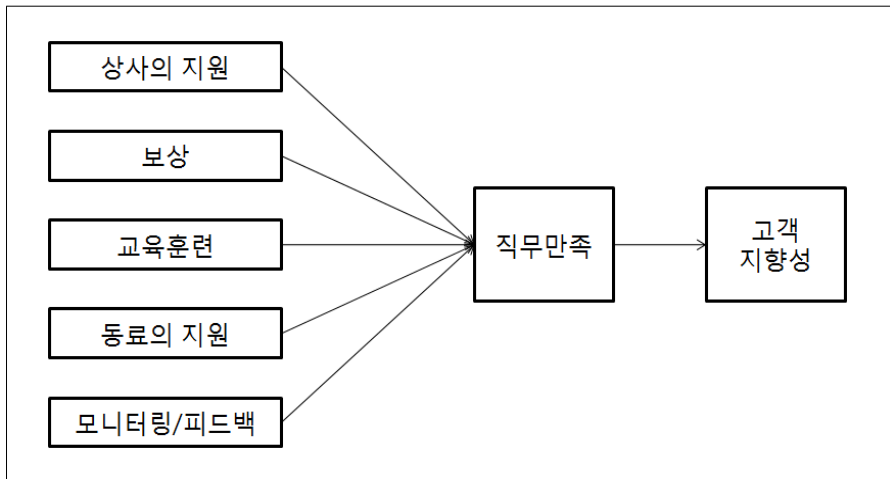 상사의 지원
보상
교육훈련
동료의 지원
모니터링/피드백
직무만족
고객
지향성